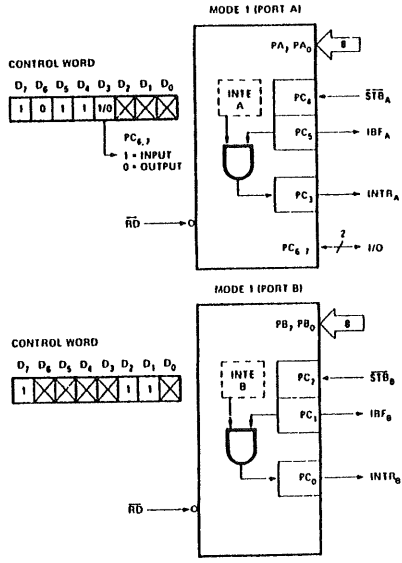 MODE 1 (PORT A)
PA7 PA0
8
CONTROL WORD
D7 D6 D5 D4 D3 D2 D1 D0
1 0 1 1 1/0
INTE
A
PC4
STBA
PC5
IBFA
PC6,7
1 = INPUT
0 = OUTPUT
PC3
INTRA
RD
PC6 7
2
I/O
MODE 1 (PORT B)
PB7 PB0
8
CONTROL WORD
D7 D6 D5 D4 D3 D2 D1 D0
1 1 1
INTE
B
PC2
STBB
PC1
IBFB
PC0
INTRB
RD